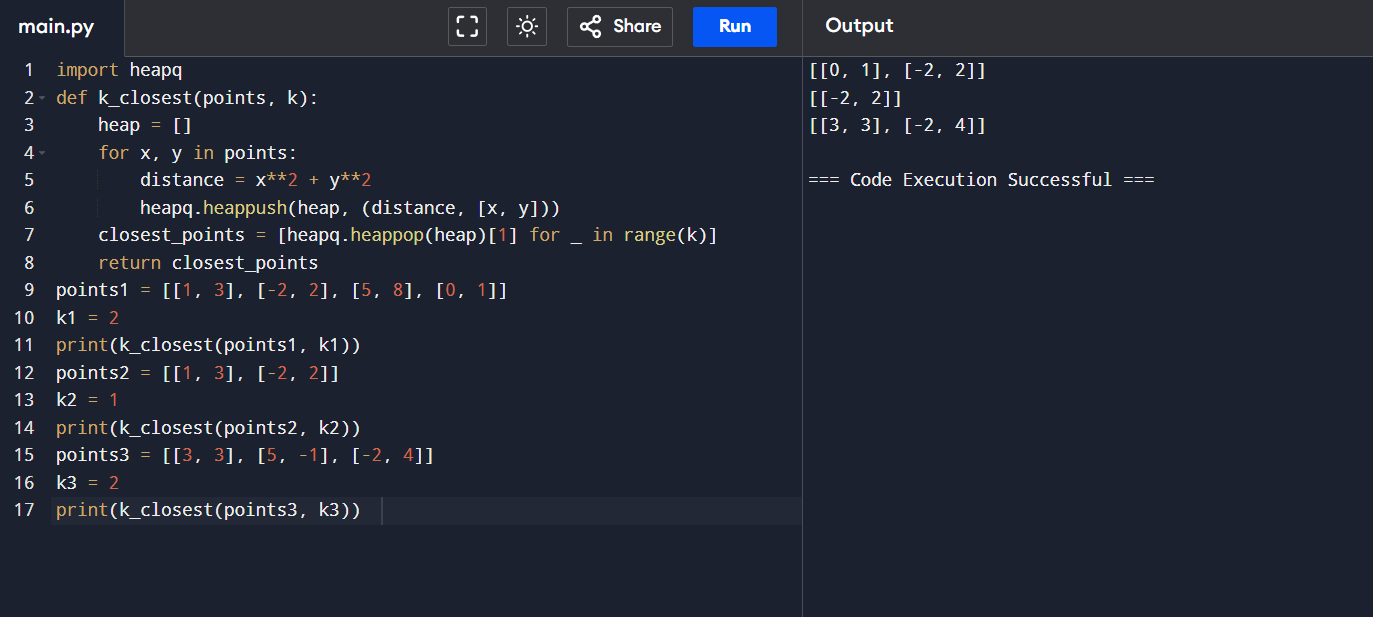 main.py
Share
Run
Output
1 import heapq
2 def k_closest(points, k):
3     heap = []
4     for x, y in points:
5         distance = x**2 + y**2
6         heapq.heappush(heap, (distance, [x, y]))
7     closest_points = [heapq.heappop(heap)[1] for _ in range(k)]
8     return closest_points
9 points1 = [[1, 3], [-2, 2], [5, 8], [0, 1]]
10 k1 = 2
11 print(k_closest(points1, k1))
12 points2 = [[1, 3], [-2, 2]]
13 k2 = 1
14 print(k_closest(points2, k2))
15 points3 = [[3, 3], [5, -1], [-2, 4]]
16 k3 = 2
17 print(k_closest(points3, k3))
[[0, 1], [-2, 2]]
[[-2, 2]]
[[3, 3], [-2, 4]]
=== Code Execution Successful ===